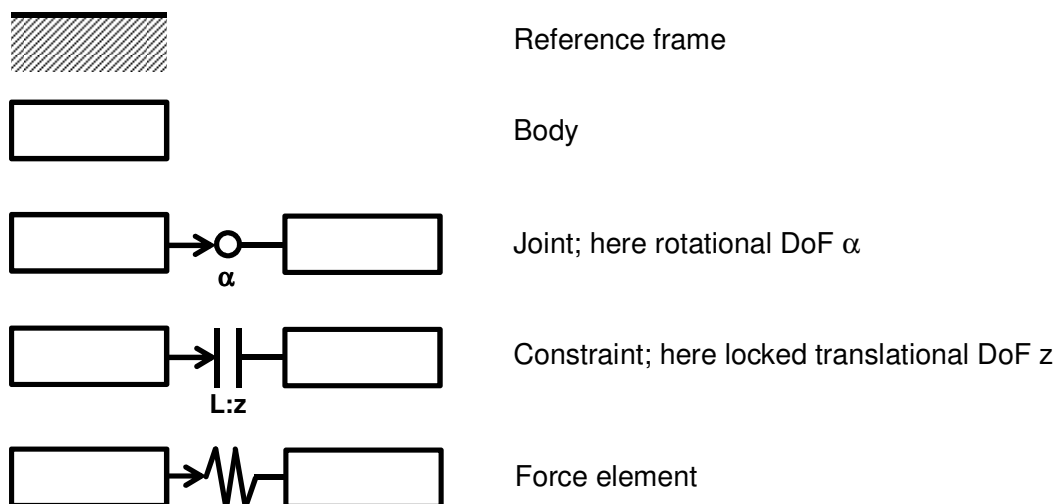 Reference frame
Body
Joint; here rotational DoF α
α
Constraint; here locked translational DoF z
L:z
Force element